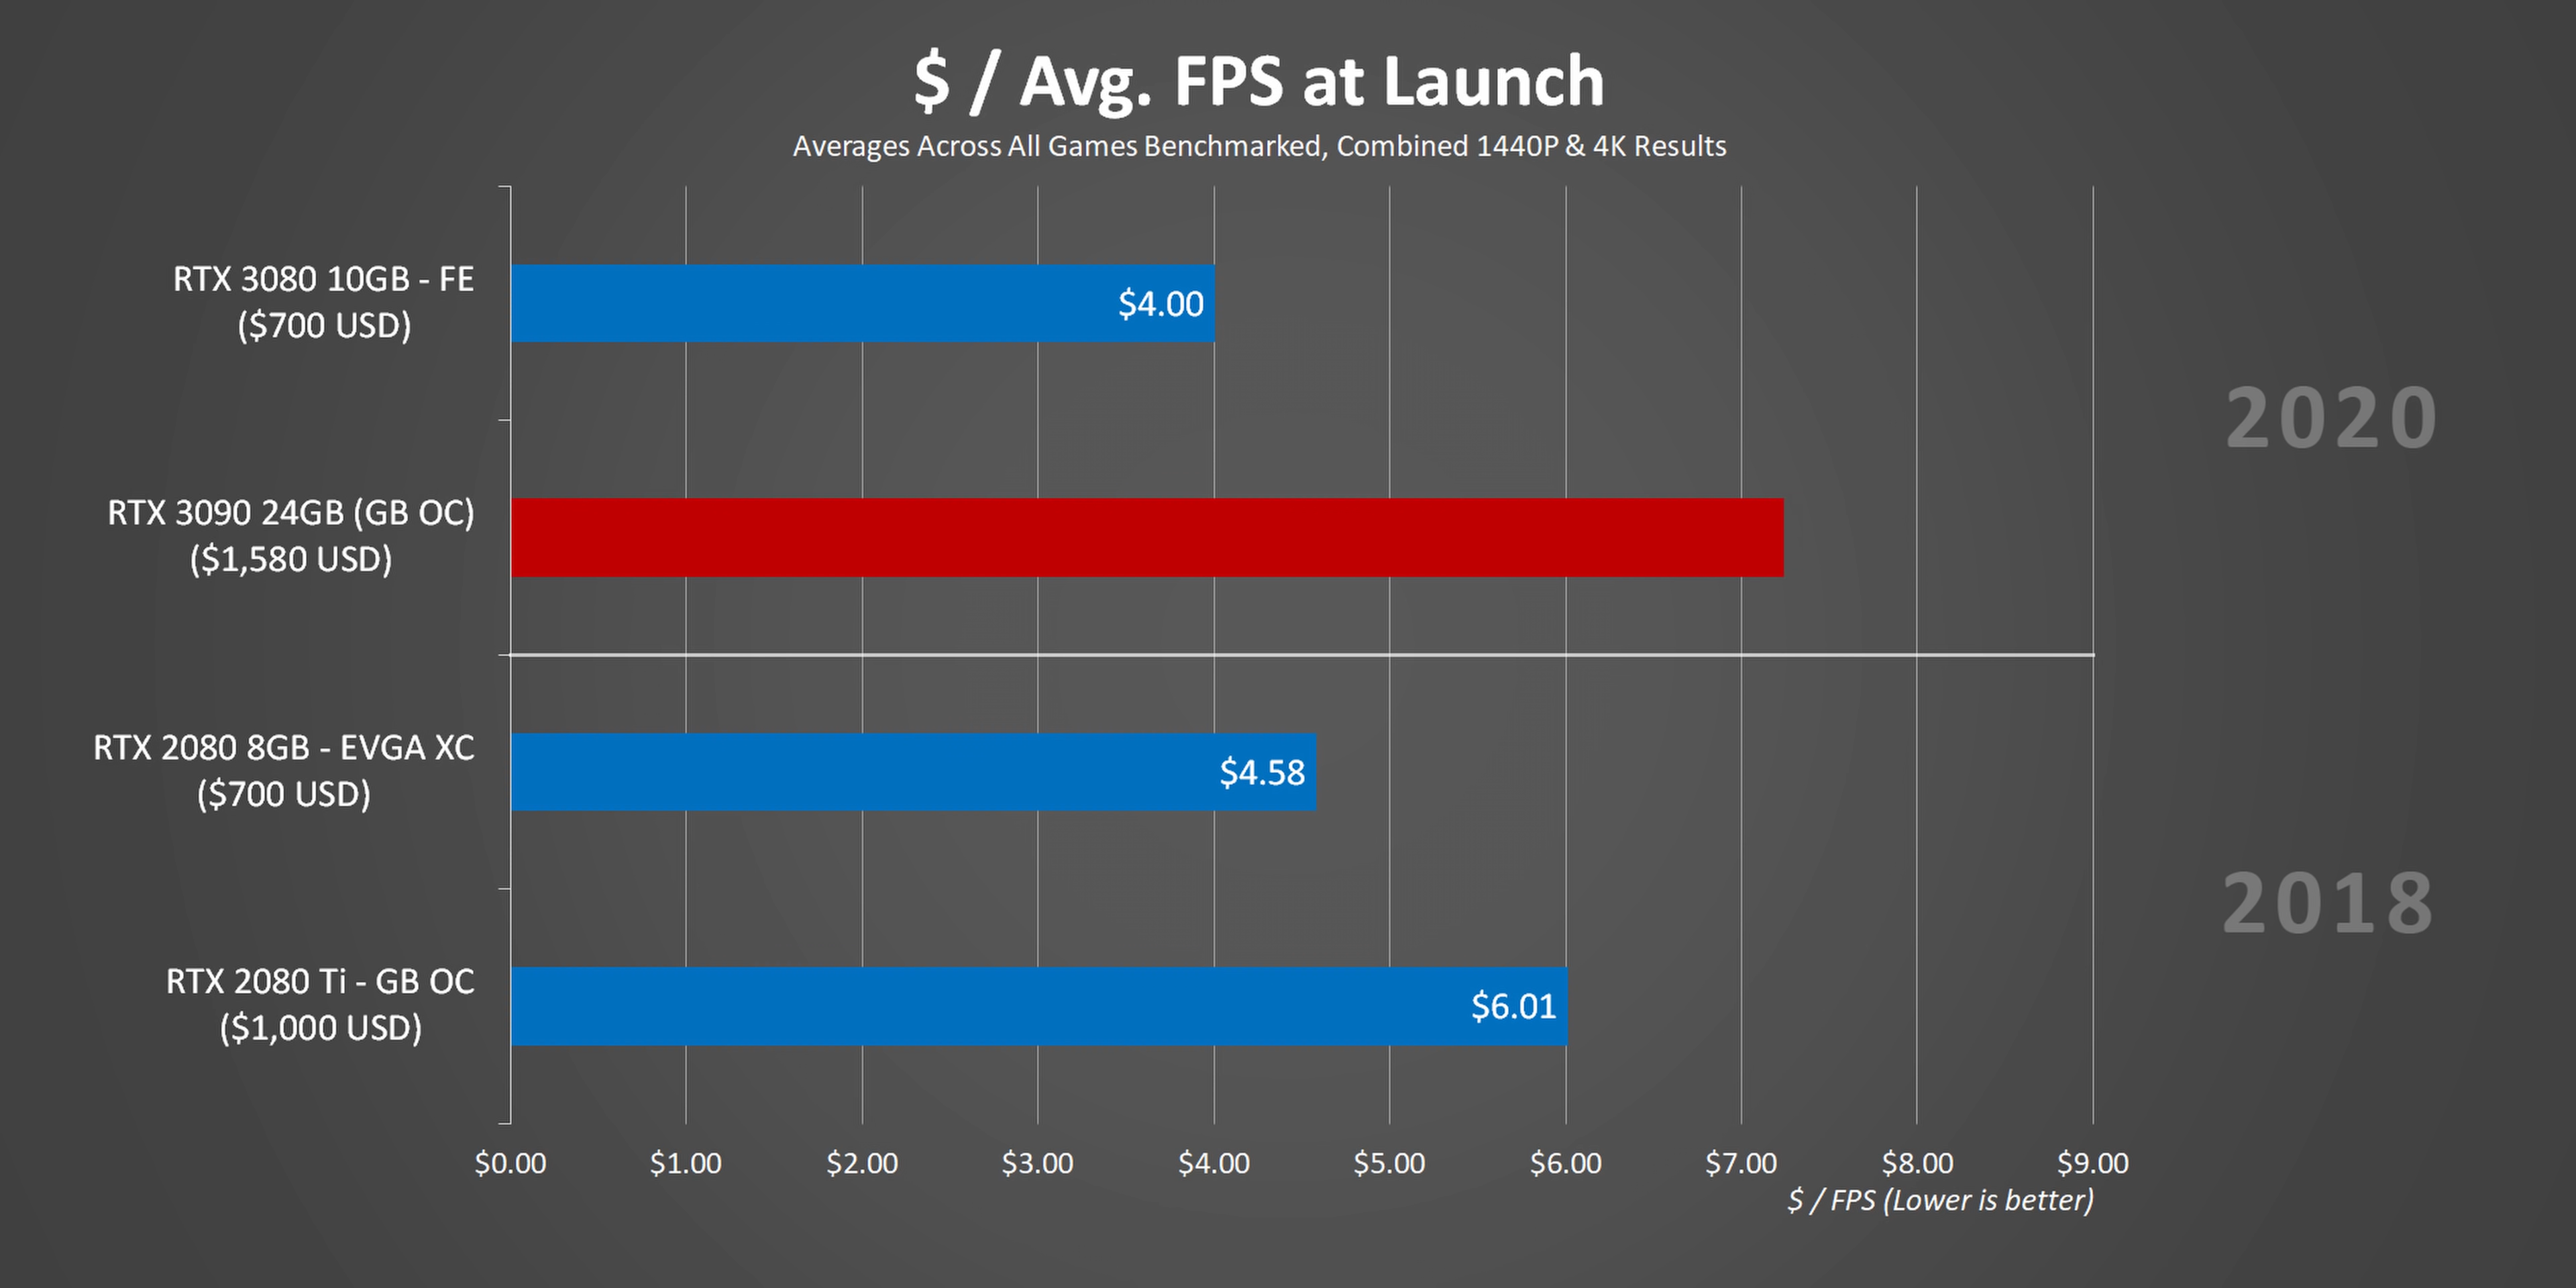 $ / Avg. FPS at Launch
Averages Across All Games Benchmarked, Combined 1440P & 4K Results
RTX 3080 10GB - FE
($700 USD)
$4.00
2020
RTX 3090 24GB (GB OC)
($1,580 USD)
RTX 2080 8GB - EVGA XC
($700 USD)
$4.58
2018
RTX 2080 Ti - GB OC
($1,000 USD)
$6.01
$0.00 $1.00 $2.00 $3.00 $4.00 $5.00 $6.00 $7.00 $8.00 $9.00
$ / FPS (Lower is better)